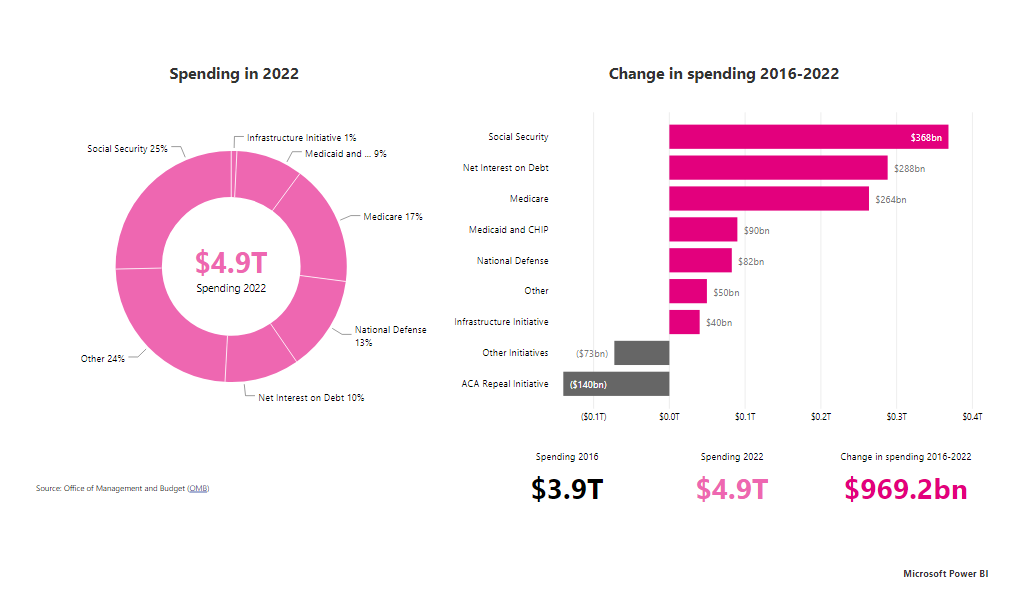 Spending in 2022
Social Security 25%
Infrastructure Initiative 1%
Medicaid and ... 9%
Medicare 17%
National Defense
13%
Net Interest on Debt 10%
Other 24%
$4.9T
Spending 2022
Source: Office of Management and Budget (OMB)
Change in spending 2016-2022
Social Security
$368bn
Net Interest on Debt
$288bn
Medicare
$264bn
Medicaid and CHIP
$90bn
National Defense
$82bn
Other
$50bn
Infrastructure Initiative
$40bn
Other Initiatives
($73bn)
ACA Repeal Initiative
($140bn)
($0.1T)
$0.0T
$0.1T
$0.2T
$0.3T
$0.4T
Spending 2016
$3.9T
Spending 2022
$4.9T
Change in spending 2016-2022
$969.2bn
Microsoft Power BI